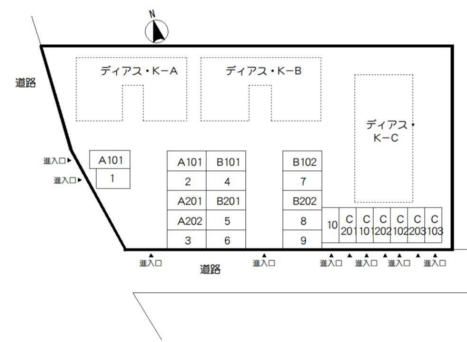 N
ディアス・K−A
ディアス・K−B
道路
ディアス・
K−C
進入口
A101
進入口
1
A101 B101 B102
2 4 7
A201 B201 B202
A202 5 8
3 6 9
10
C
201
C
101
C
202
C
102
C
203
C
103
進入口
進入口
進入口
進入口
進入口
進入口
道路